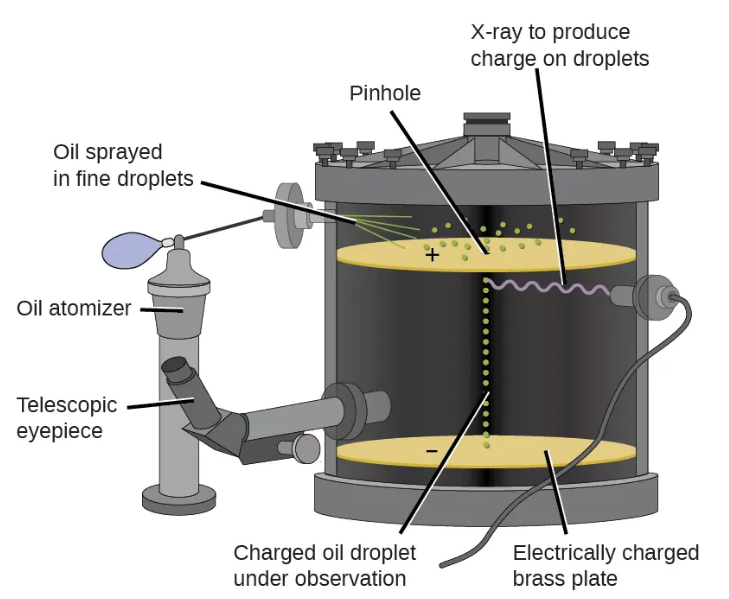 X-ray to produce
charge on droplets
Pinhole
Oil sprayed
in fine droplets
+
Oil atomizer
Telescopic
eyepiece
-
Charged oil droplet
under observation
Electrically charged
brass plate